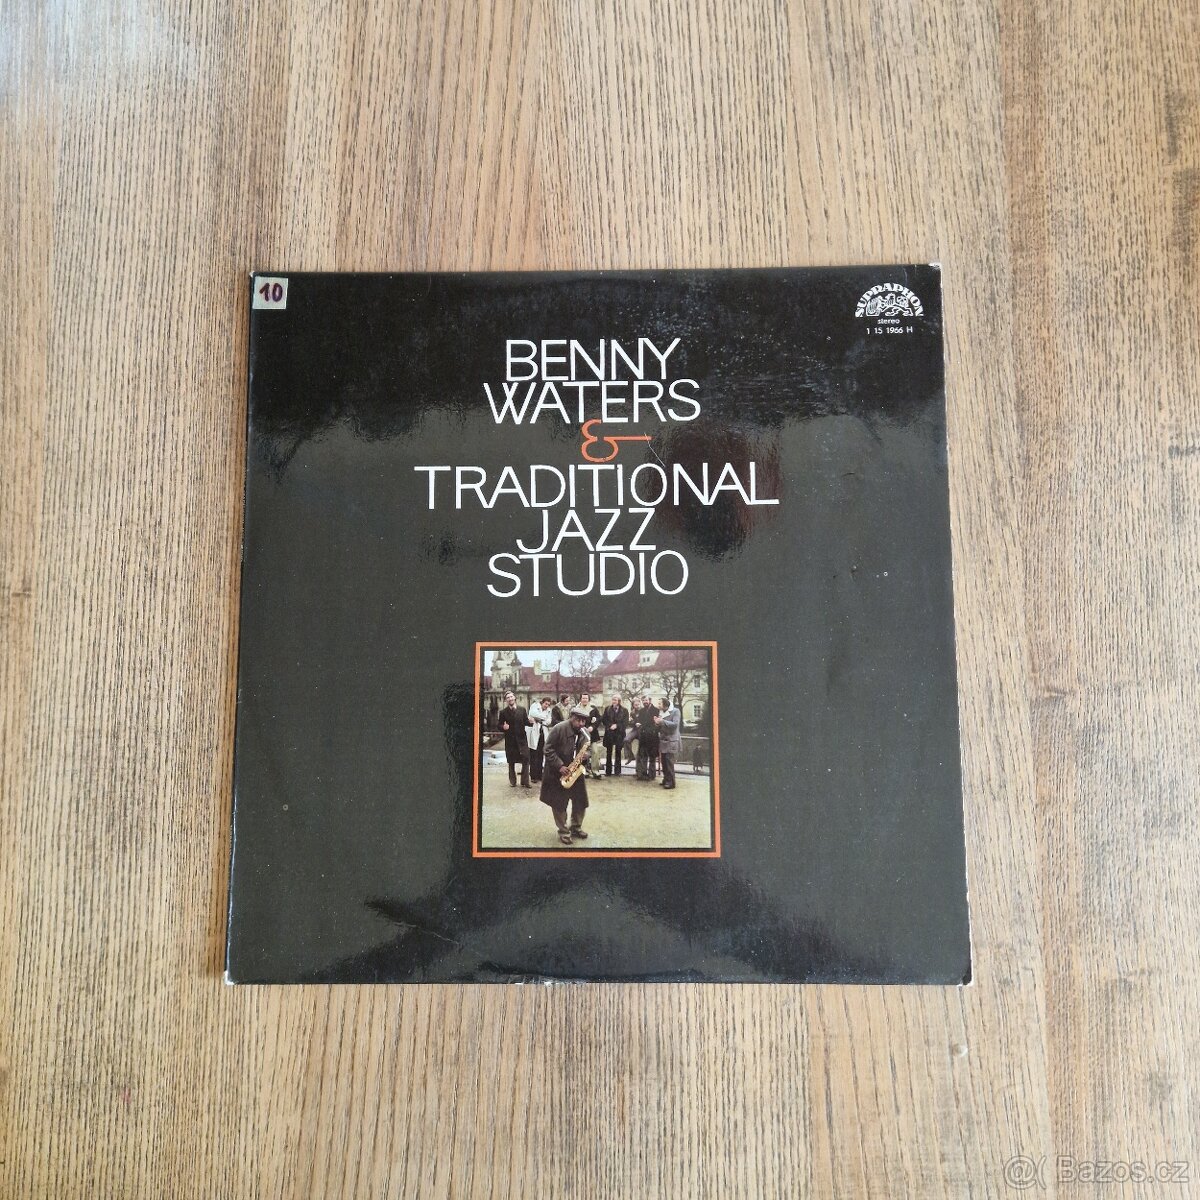 10
SUPRAPHON
stereo
1 15 1966 H
BENNY
WATERS
&
TRADITIONAL
JAZZ
STUDIO
@( Bazos.cz